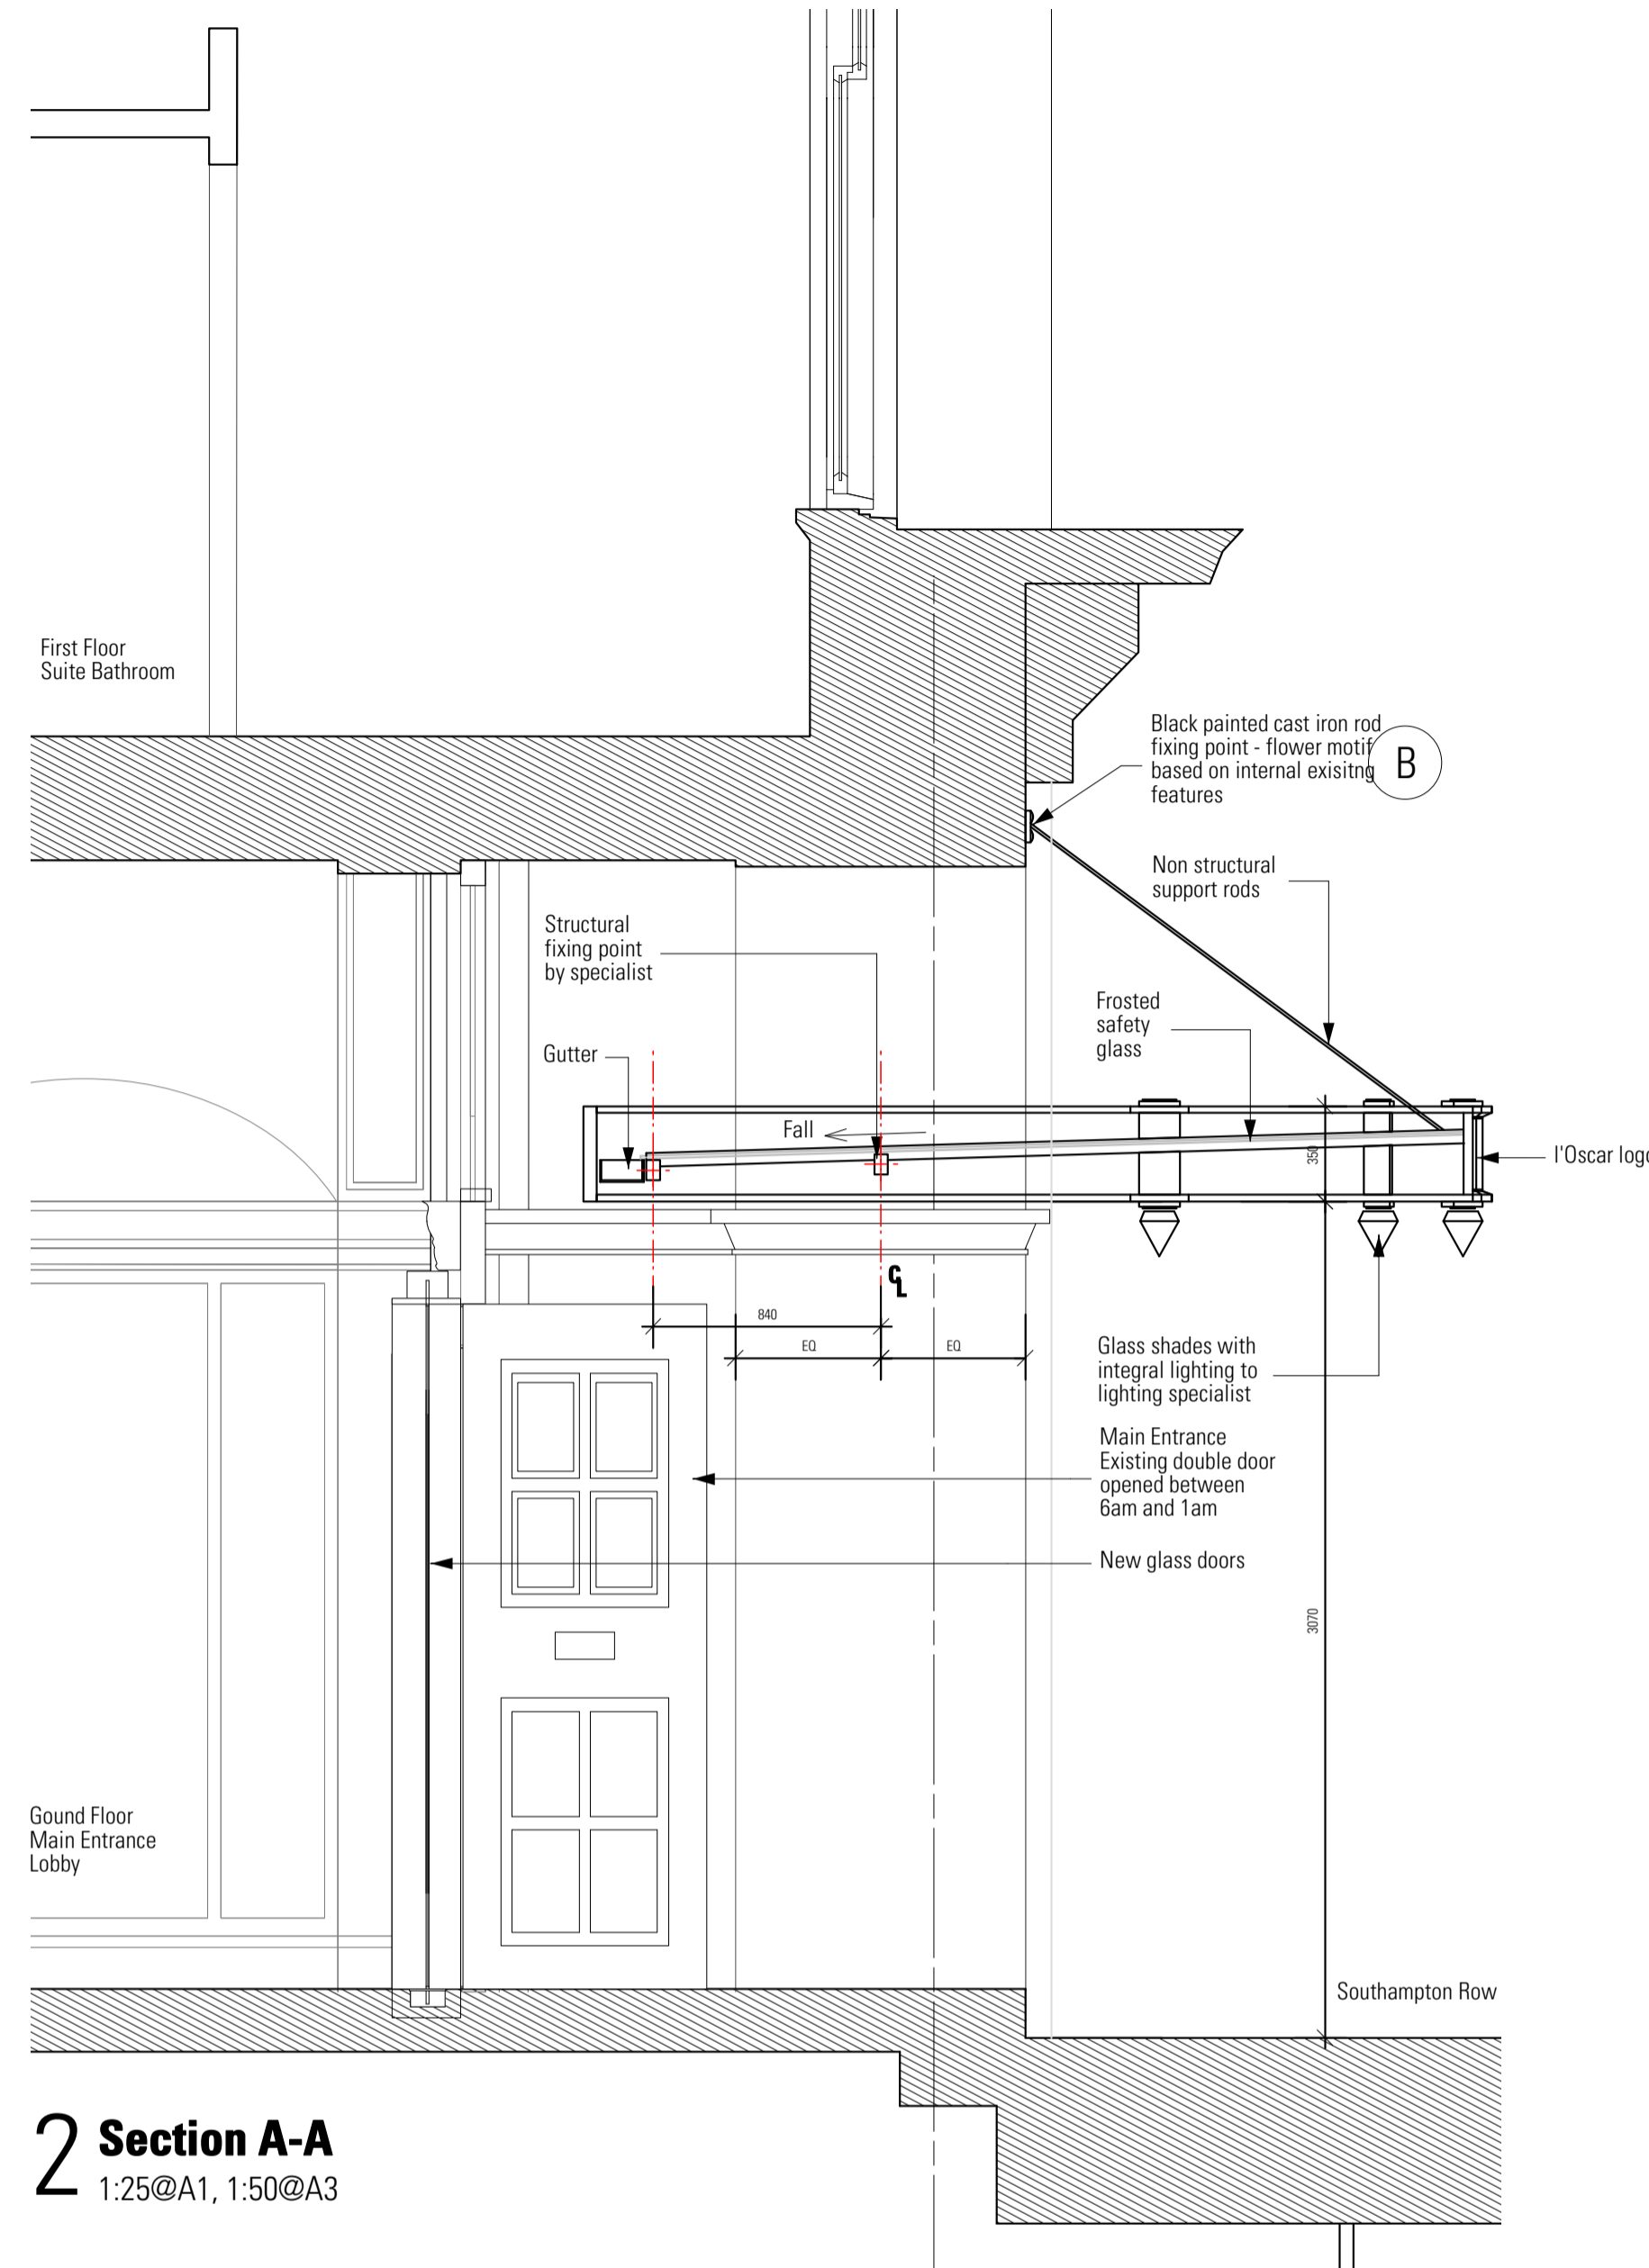 First Floor
Suite Bathroom
Black painted cast iron rod
fixing point - flower motif
based on internal exisitng
features
B
Non structural
support rods
Structural
fixing point
by specialist
Frosted
safety
glass
Gutter
Fall
350
l'Oscar logo
CL
840
EQ
EQ
Glass shades with
integral lighting to
lighting specialist
Main Entrance
Existing double door
opened between
6am and 1am
New glass doors
3070
Gound Floor
Main Entrance
Lobby
Southampton Row
2 Section A-A
1:25@A1, 1:50@A3